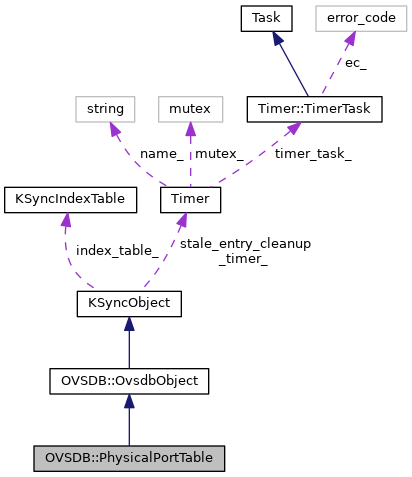 Task
error_code
ec_
string
mutex
Timer::TimerTask
name_
mutex_
timer_task_
KSyncIndexTable
Timer
index_table_
stale_entry_cleanup
_timer_
KSyncObject
OVSDB::OvsdbObject
OVSDB::PhysicalPortTable